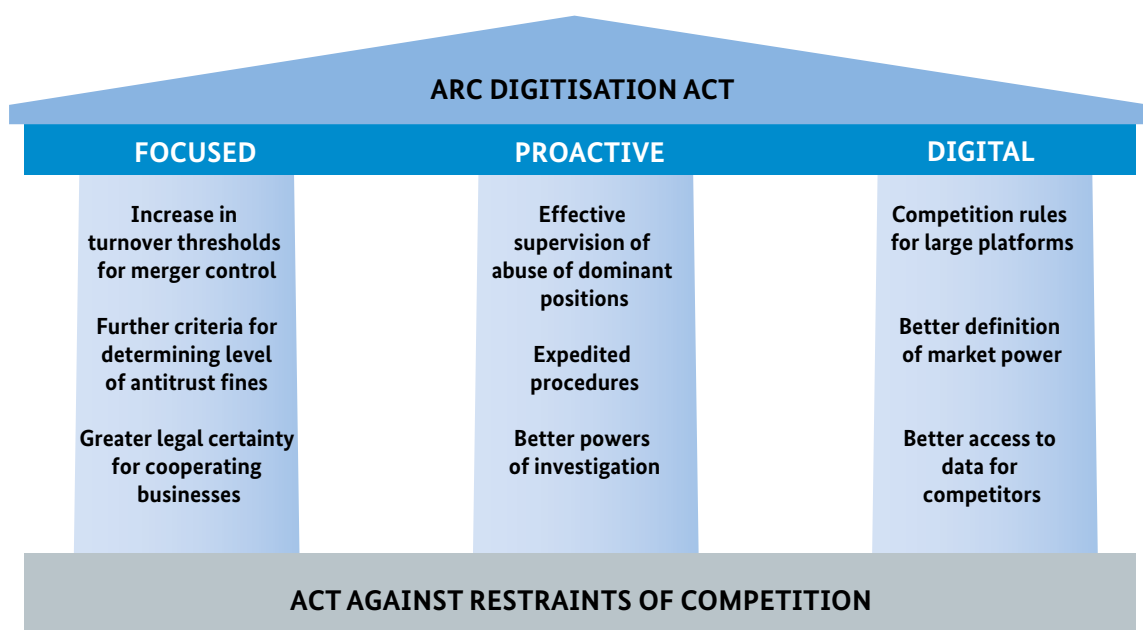 ARC DIGITISATION ACT
FOCUSED
Increase in
turnover thresholds
for merger control
Further criteria for
determining level
of antitrust fines
Greater legal certainty
for cooperating
businesses
PROACTIVE
Effective
supervision of
abuse of dominant
positions
Expedited
procedures
Better powers
of investigation
DIGITAL
Competition rules
for large platforms
Better definition
of market power
Better access to
data for
competitors
ACT AGAINST RESTRAINTS OF COMPETITION